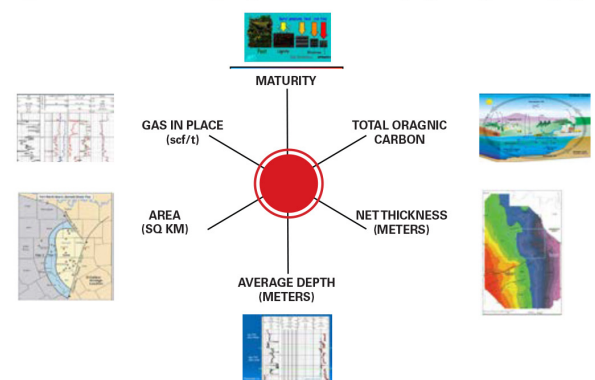 MATURITY
GAS IN PLACE
(scf/t)
TOTAL ORAGNIC
CARBON
AREA
(SQ KM)
NET THICKNESS
(METERS)
AVERAGE DEPTH
(METERS)